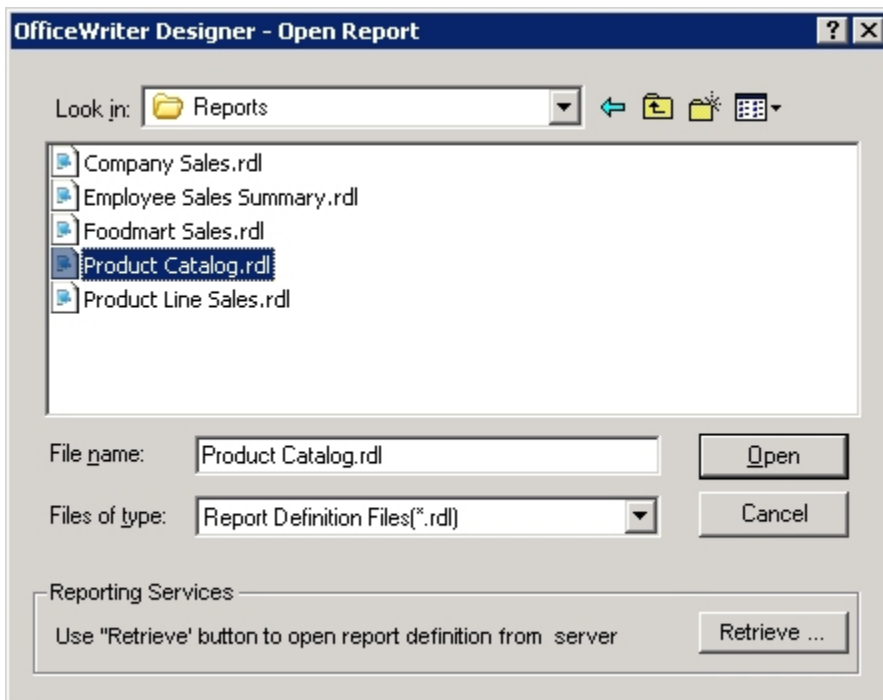 OfficeWriter Designer - Open Report
Look in: Reports
Company Sales.rdl
Employee Sales Summary.rdl
Foodmart Sales.rdl
Product Catalog.rdl
Product Line Sales.rdl
File name: Product Catalog.rdl Open
Files of type: Report Definition Files(*.rdl) Cancel
Reporting Services
Use "Retrieve' button to open report definition from  server Retrieve ...